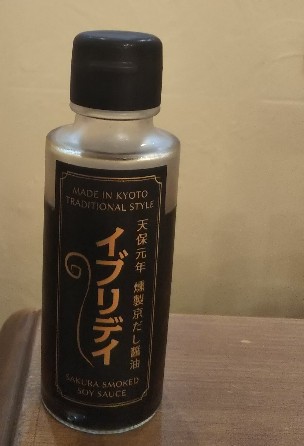 MADE IN KYOTO
TRADITIONAL STYLE
天保元年 燻製京だし醤油
イブリデイ
SAKURA SMOKED
SOY SAUCE